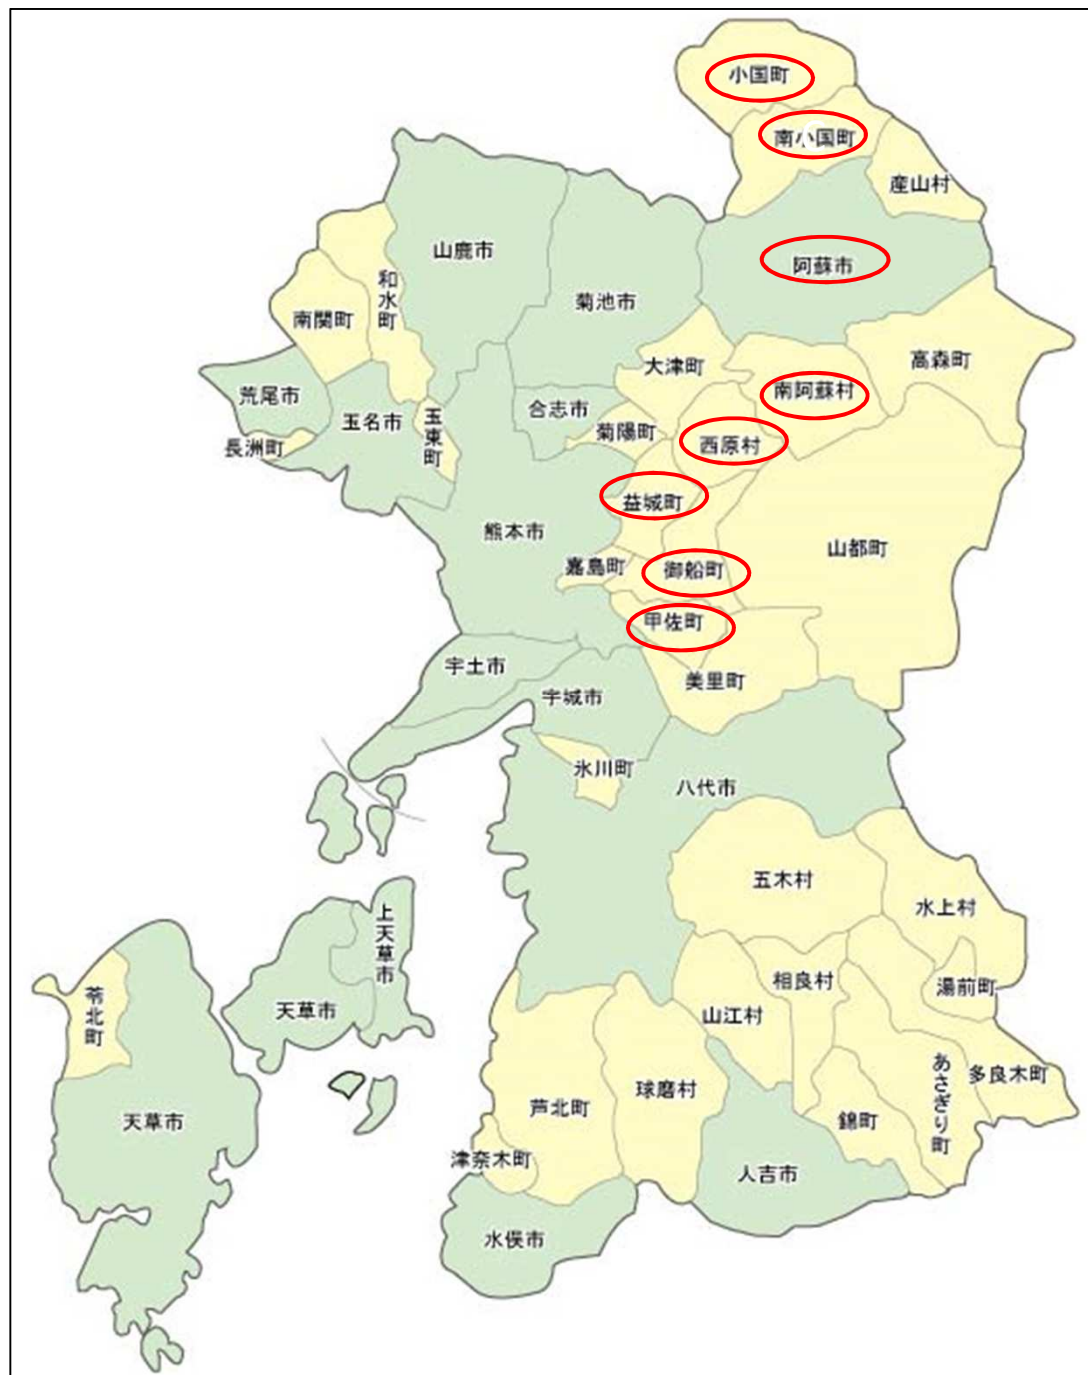 小国町
南小国町
産山村
阿蘇市
山鹿市
菊池市
和水町
南関町
大津町
高森町
南阿蘇村
荒尾市
玉名市
玉東町
長洲町
合志市
菊陽町
西原村
益城町
熊本市
山都町
嘉島町
御船町
甲佐町
美里町
宇土市
宇城市
氷川町
八代市
五木村
水上村
上天草市
天草市
苓北町
天草市
相良村
湯前町
山江村
多良木町
あさぎり町
球磨村
芦北町
錦町
津奈木町
人吉市
水俣市